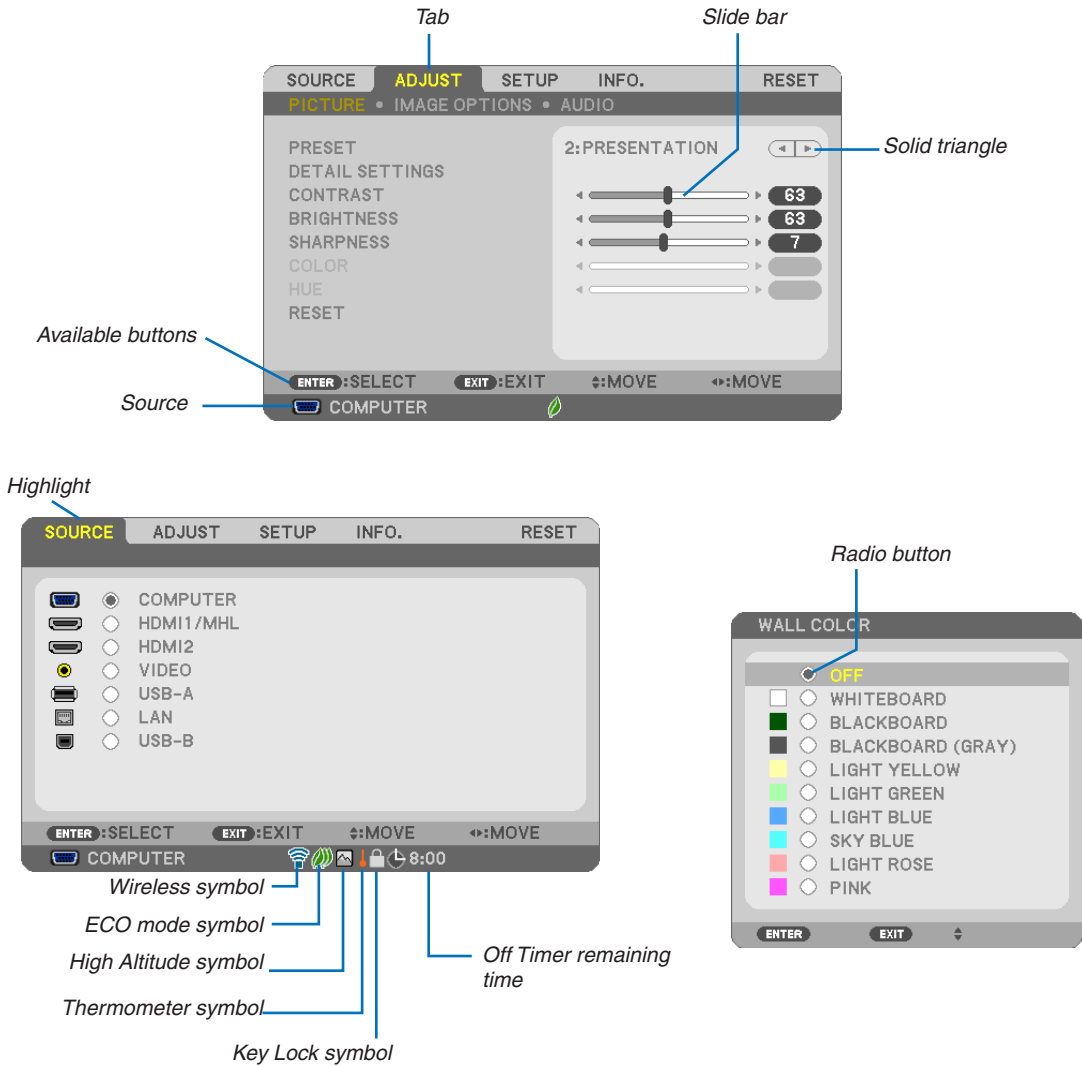 Tab
Slide bar
SOURCE ADJUST SETUP INFO. RESET
PICTURE • IMAGE OPTIONS • AUDIO
PRESET 2:PRESENTATION
Solid triangle
DETAIL SETTINGS
CONTRAST 63
BRIGHTNESS 63
SHARPNESS 7
COLOR
HUE
RESET
Available buttons
ENTER :SELECT EXIT :EXIT :MOVE :MOVE
Source
COMPUTER
Highlight
SOURCE ADJUST SETUP INFO. RESET
COMPUTER
HDMI1/MHL
HDMI2
VIDEO
USB-A
LAN
USB-B
ENTER :SELECT EXIT :EXIT :MOVE :MOVE
COMPUTER 8:00
Wireless symbol
ECO mode symbol
High Altitude symbol
Thermometer symbol
Key Lock symbol
Off Timer remaining
time
Radio button
WALL COLOR
OFF
WHITEBOARD
BLACKBOARD
BLACKBOARD (GRAY)
LIGHT YELLOW
LIGHT GREEN
LIGHT BLUE
SKY BLUE
LIGHT ROSE
PINK
ENTER EXIT